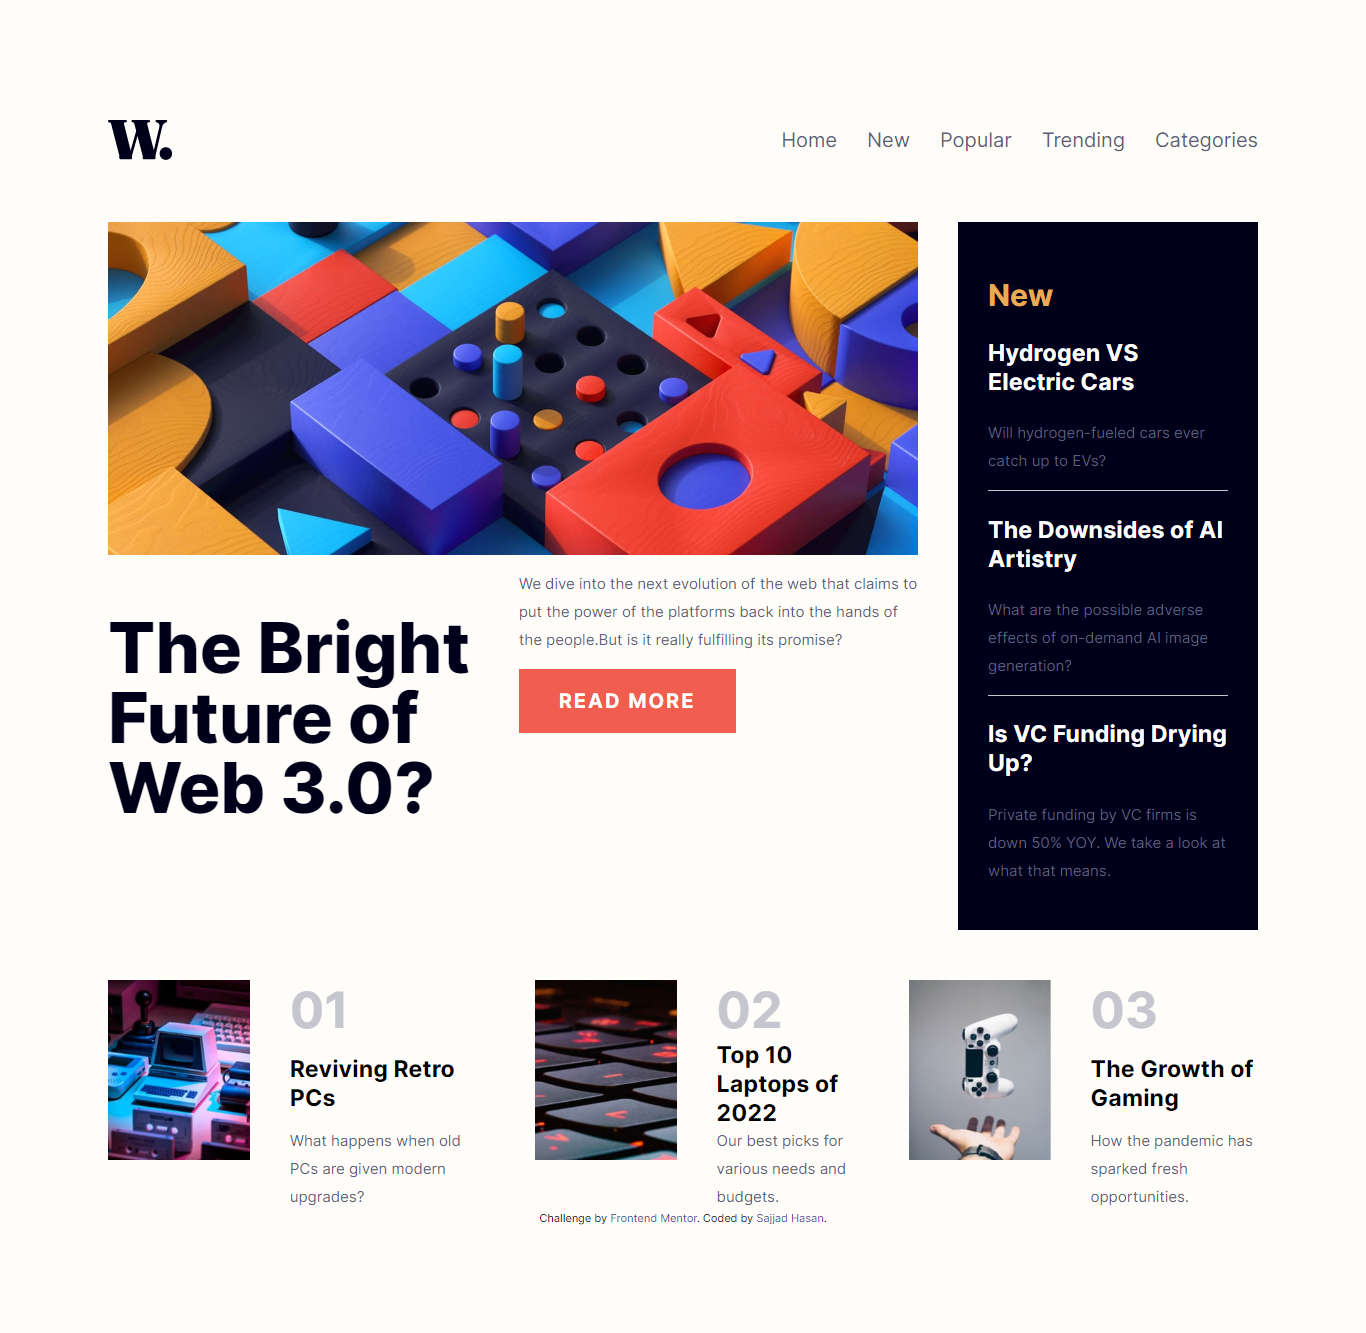 W.
Home New Popular Trending Categories
The Bright
Future of
Web 3.0?
We dive into the next evolution of the web that claims to
put the power of the platforms back into the hands of
the people.But is it really fulfilling its promise?
READ MORE
New
Hydrogen VS
Electric Cars
Will hydrogen-fueled cars ever
catch up to EVs?
The Downsides of AI
Artistry
What are the possible adverse
effects of on-demand AI image
generation?
Is VC Funding Drying
Up?
Private funding by VC firms is
down 50% YOY. We take a look at
what that means.
01
Reviving Retro
PCs
What happens when old
PCs are given modern
upgrades?
02
Top 10
Laptops of
2022
Our best picks for
various needs and
budgets.
03
The Growth of
Gaming
How the pandemic has
sparked fresh
opportunities.
Challenge by Frontend Mentor. Coded by Sajjad Hasan.